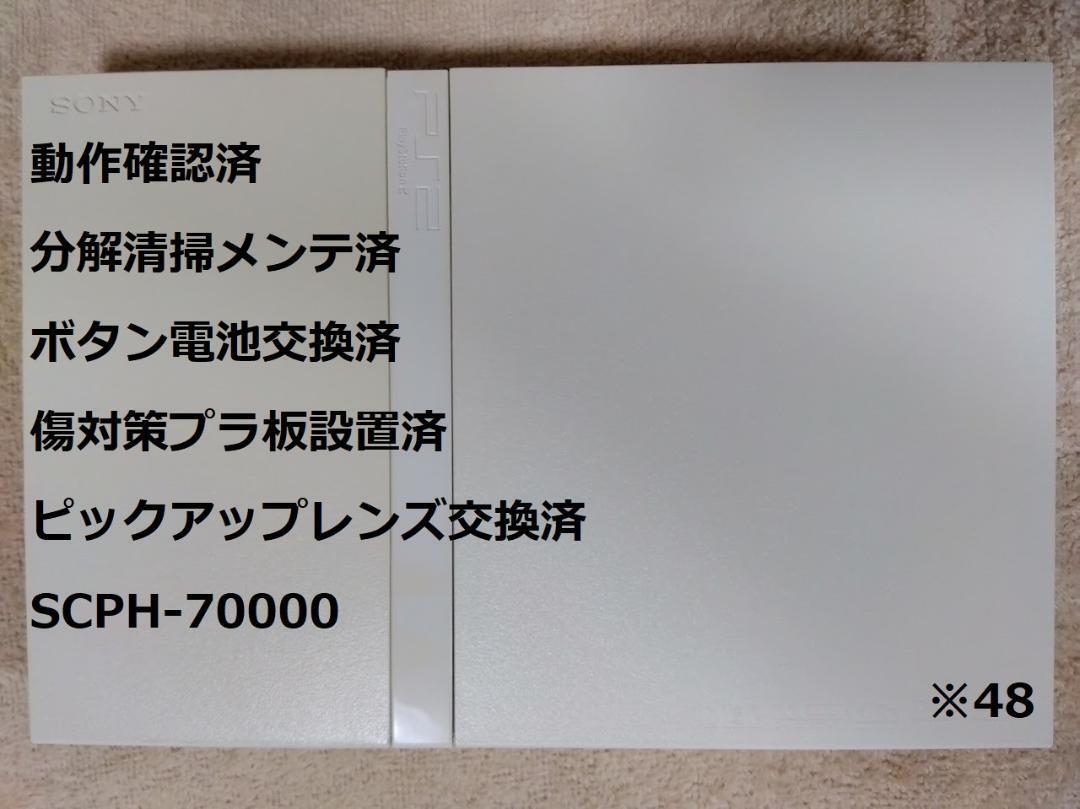 SONY
PS2
PlayStation 2
動作確認済
分解清掃メンテ済
ボタン電池交換済
傷対策プラ板設置済
ピックアップレンズ交換済
SCPH-70000
※48